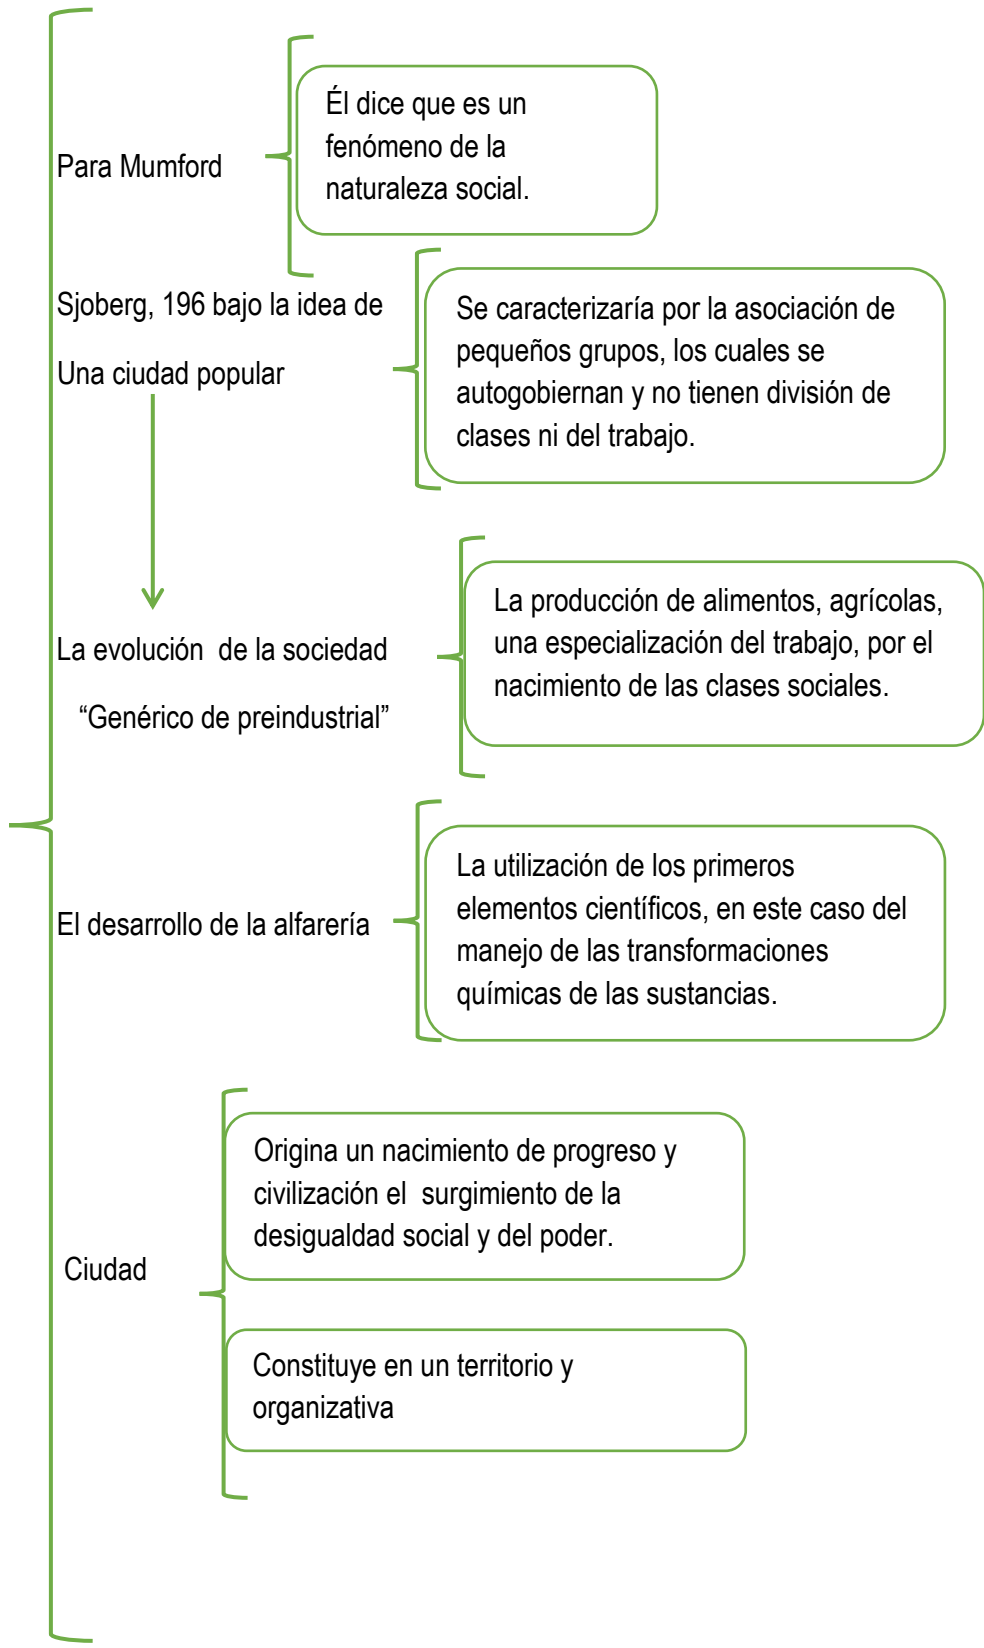 Para Mumford
Él dice que es un
fenómeno de la
naturaleza social.
Sjoberg, 196 bajo la idea de
Una ciudad popular
Se caracterizaría por la asociación de
pequeños grupos, los cuales se
autogobiernan y no tienen división de
clases ni del trabajo.
La evolución  de la sociedad
“Genérico de preindustrial”
La producción de alimentos, agrícolas,
una especialización del trabajo, por el
nacimiento de las clases sociales.
El desarrollo de la alfarería
La utilización de los primeros
elementos científicos, en este caso del
manejo de las transformaciones
químicas de las sustancias.
Ciudad
Origina un nacimiento de progreso y
civilización el  surgimiento de la
desigualdad social y del poder.
Constituye en un territorio y
organizativa